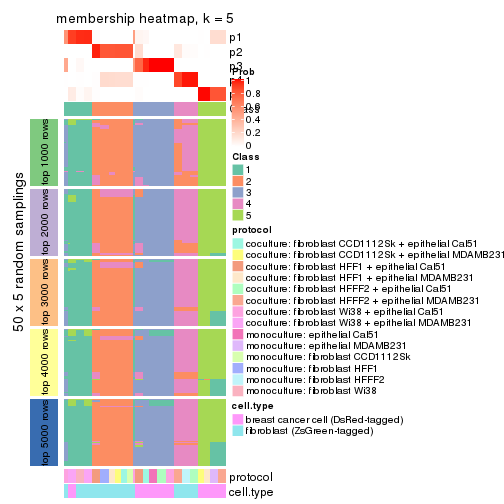 membership heatmap, k = 5
p1
p2
p3
Prob
1
0.8
0.6
0.4
0.2
0
Class
1
2
3
4
5
protocol
coculture: fibroblast CCD1112Sk + epithelial Cal51
coculture: fibroblast CCD1112Sk + epithelial MDAMB231
coculture: fibroblast HFF1 + epithelial Cal51
coculture: fibroblast HFF1 + epithelial MDAMB231
coculture: fibroblast HFFF2 + epithelial Cal51
coculture: fibroblast HFFF2 + epithelial MDAMB231
coculture: fibroblast Wi38 + epithelial Cal51
coculture: fibroblast Wi38 + epithelial MDAMB231
monoculture: epithelial Cal51
monoculture: epithelial MDAMB231
monoculture: fibroblast CCD1112Sk
monoculture: fibroblast HFF1
monoculture: fibroblast HFFF2
monoculture: fibroblast Wi38
cell.type
breast cancer cell (DsRed-tagged)
fibroblast (ZsGreen-tagged)
50 x 5 random samplings
top 1000 rows
top 2000 rows
top 3000 rows
top 4000 rows
top 5000 rows
protocol
cell.type